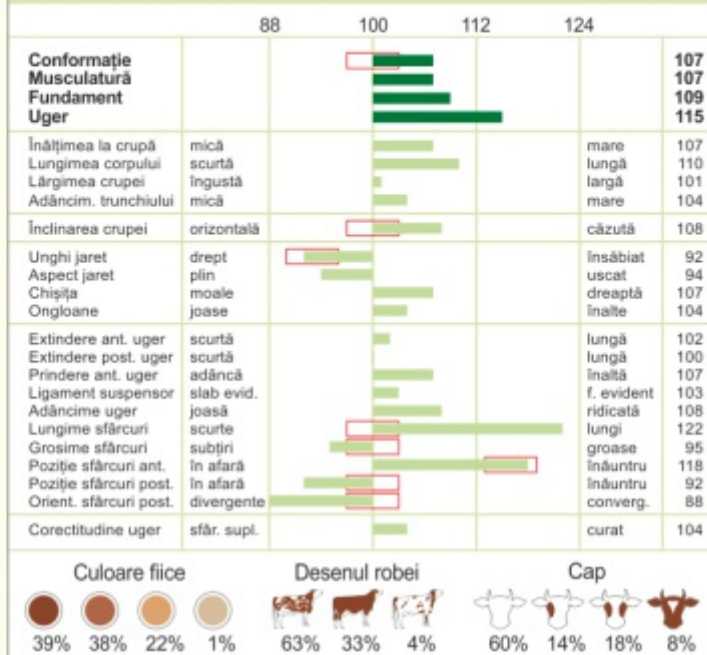 88 100 112 124
Conformație 107
Musculatură 107
Fundament 109
Uger 115
Înălțimea la crupă mică mare 107
Lungimea corpului scurtă lungă 110
Lărgimea crupei îngustă largă 101
Adâncim. trunchiului mică mare 104
Înclinarea crupei orizontală căzută 108
Unghi jaret drept însăbiat 92
Aspect jaret plin uscat 94
Chișița moale dreaptă 107
Ongloane joase înalte 104
Extindere ant. uger scurtă lungă 102
Extindere post. uger scurtă lungă 100
Prindere ant. uger adâncă înaltă 107
Ligament suspensor slab evid. f. evident 103
Adâncime uger joasă ridicată 108
Lungime sfârcuri scurte lungi 122
Grosime sfârcuri subțiri groase 95
Poziție sfârcuri ant. în afară înăuntru 118
Poziție sfârcuri post. în afară înăuntru 92
Orient. sfârcuri post. divergente converg. 88
Corectitudine uger sfâr. supl. curat 104
Culoare fiice Desenul robei Cap
39% 38% 22% 1% 63% 33% 4% 60% 14% 18% 8%